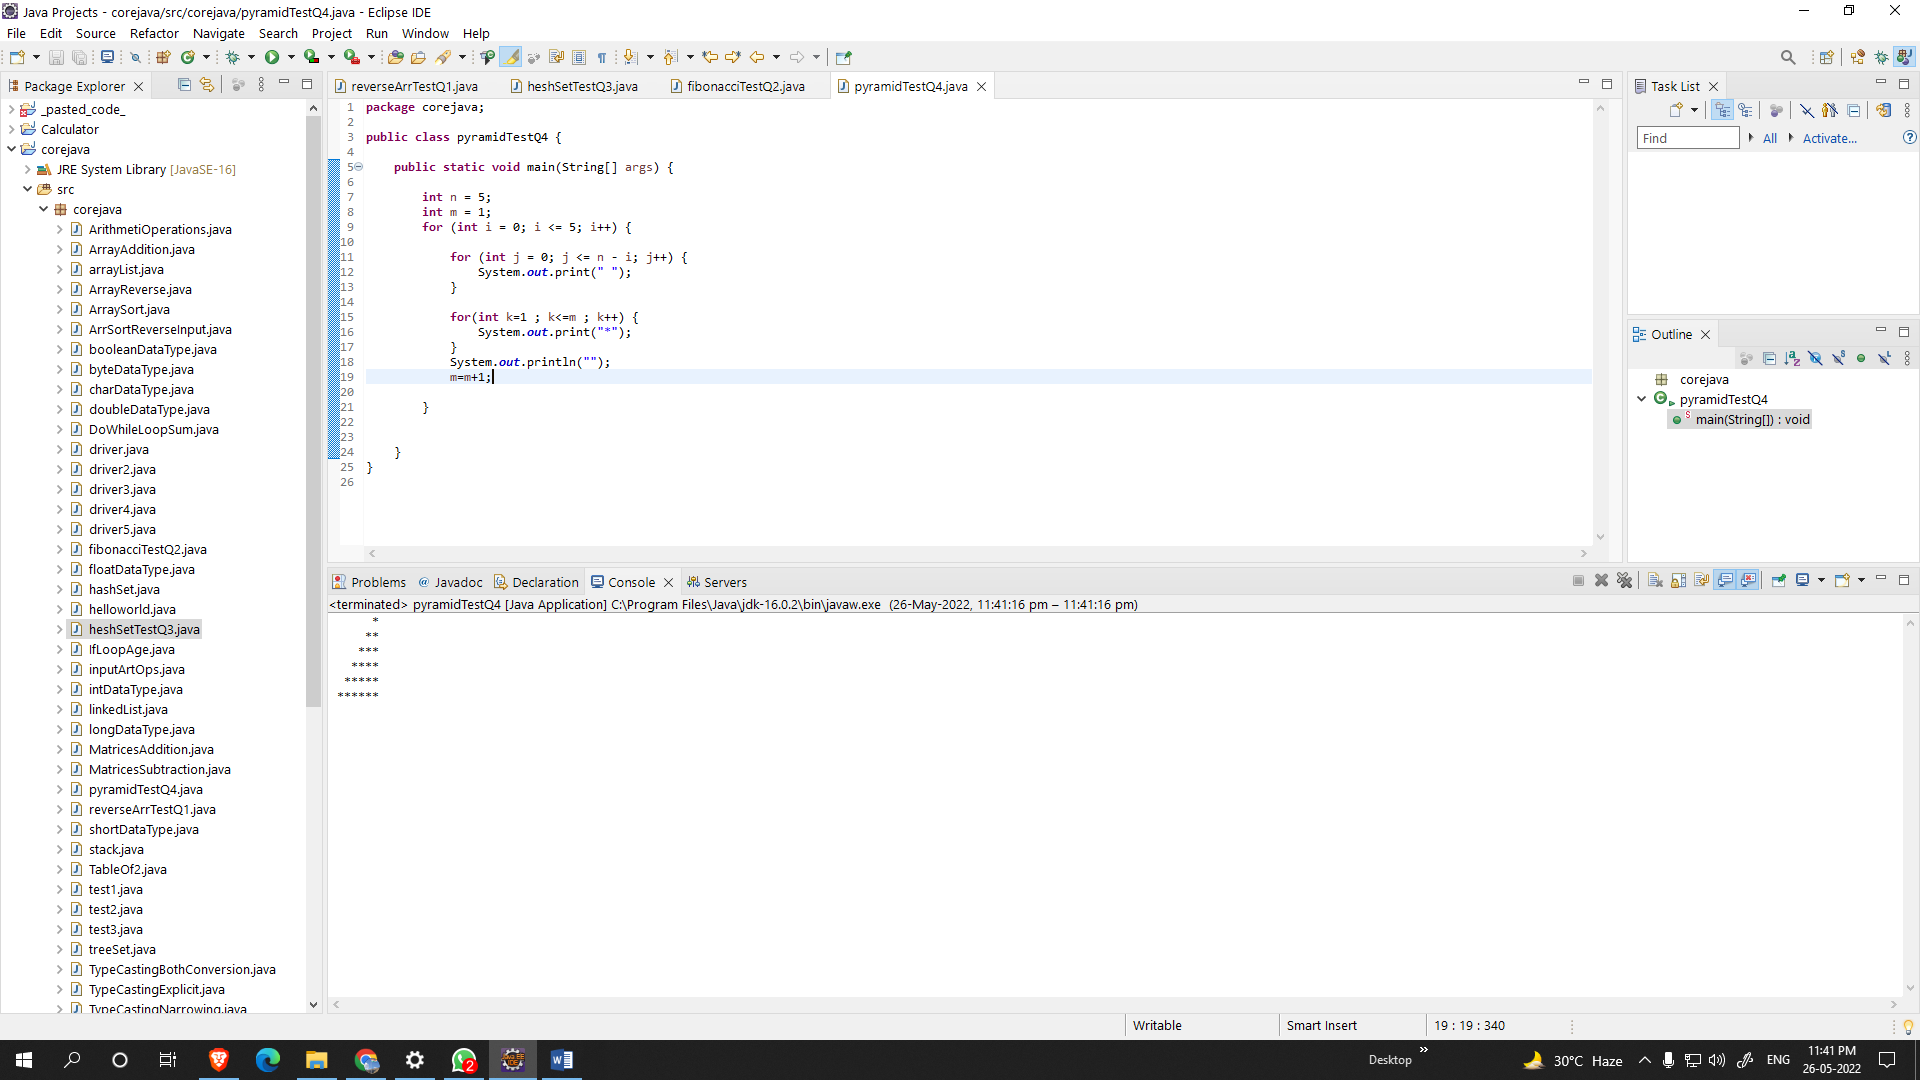 Java Projects - corejava/src/corejava/pyramidTestQ4.java - Eclipse IDE
File Edit Source Refactor Navigate Search Project Run Window Help
Package Explorer
_pasted_code_
Calculator
corejava
JRE System Library [JavaSE-16]
src
corejava
ArithmetiOperations.java
ArrayAddition.java
arrayList.java
ArrayReverse.java
ArraySort.java
ArrSortReverseInput.java
booleanDataType.java
byteDataType.java
charDataType.java
doubleDataType.java
DoWhileLoopSum.java
driver.java
driver2.java
driver3.java
driver4.java
driver5.java
fibonacciTestQ2.java
floatDataType.java
hashSet.java
helloworld.java
heshSetTestQ3.java
IfLoopAge.java
inputArtOps.java
intDataType.java
linkedList.java
longDataType.java
MatricesAddition.java
MatricesSubtraction.java
pyramidTestQ4.java
reverseArrTestQ1.java
shortDataType.java
stack.java
TableOf2.java
test1.java
test2.java
test3.java
treeSet.java
TypeCastingBothConversion.java
TypeCastingExplicit.java
TypeCastingNarrowing.java
reverseArrTestQ1.java heshSetTestQ3.java fibonacciTestQ2.java pyramidTestQ4.java
1 package corejava;
2
3 public class pyramidTestQ4 {
4
5 public static void main(String[] args) {
6
7 int n = 5;
8 int m = 1;
9 for (int i = 0; i <= 5; i++) {
10
11 for (int j = 0; j <= n - i; j++) {
12 System.out.print(" ");
13 }
14
15 for(int k=1 ; k<=m ; k++) {
16 System.out.print("*");
17 }
18 System.out.println("");
19 m=m+1;
20
21 }
22
23
24 }
25 }
26
Problems Javadoc Declaration Console Servers
<terminated> pyramidTestQ4 [Java Application] C:\Program Files\Java\jdk-16.0.2\bin\javaw.exe (26-May-2022, 11:41:16 pm – 11:41:16 pm)
*
**
***
****
*****
******
Task List
Find All Activate...
Outline
corejava
pyramidTestQ4
main(String[]) : void
Writable Smart Insert 19 : 19 : 340
2
Desktop
30°C Haze
ENG
11:41 PM
26-05-2022